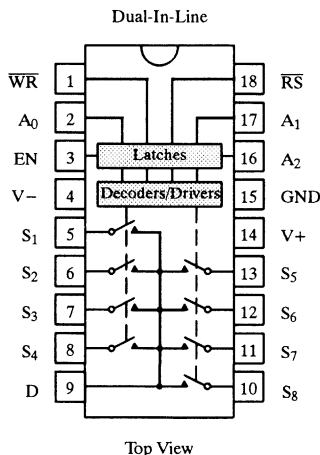 Dual-In-Line
W̅R̅ 1 18 R̅S̅
A₀ 2 17 A₁
EN 3 Latches 16 A₂
V− 4 Decoders/Drivers 15 GND
S₁ 5 14 V+
S₂ 6 13 S₅
S₃ 7 12 S₆
S₄ 8 11 S₇
D 9 10 S₈
Top View